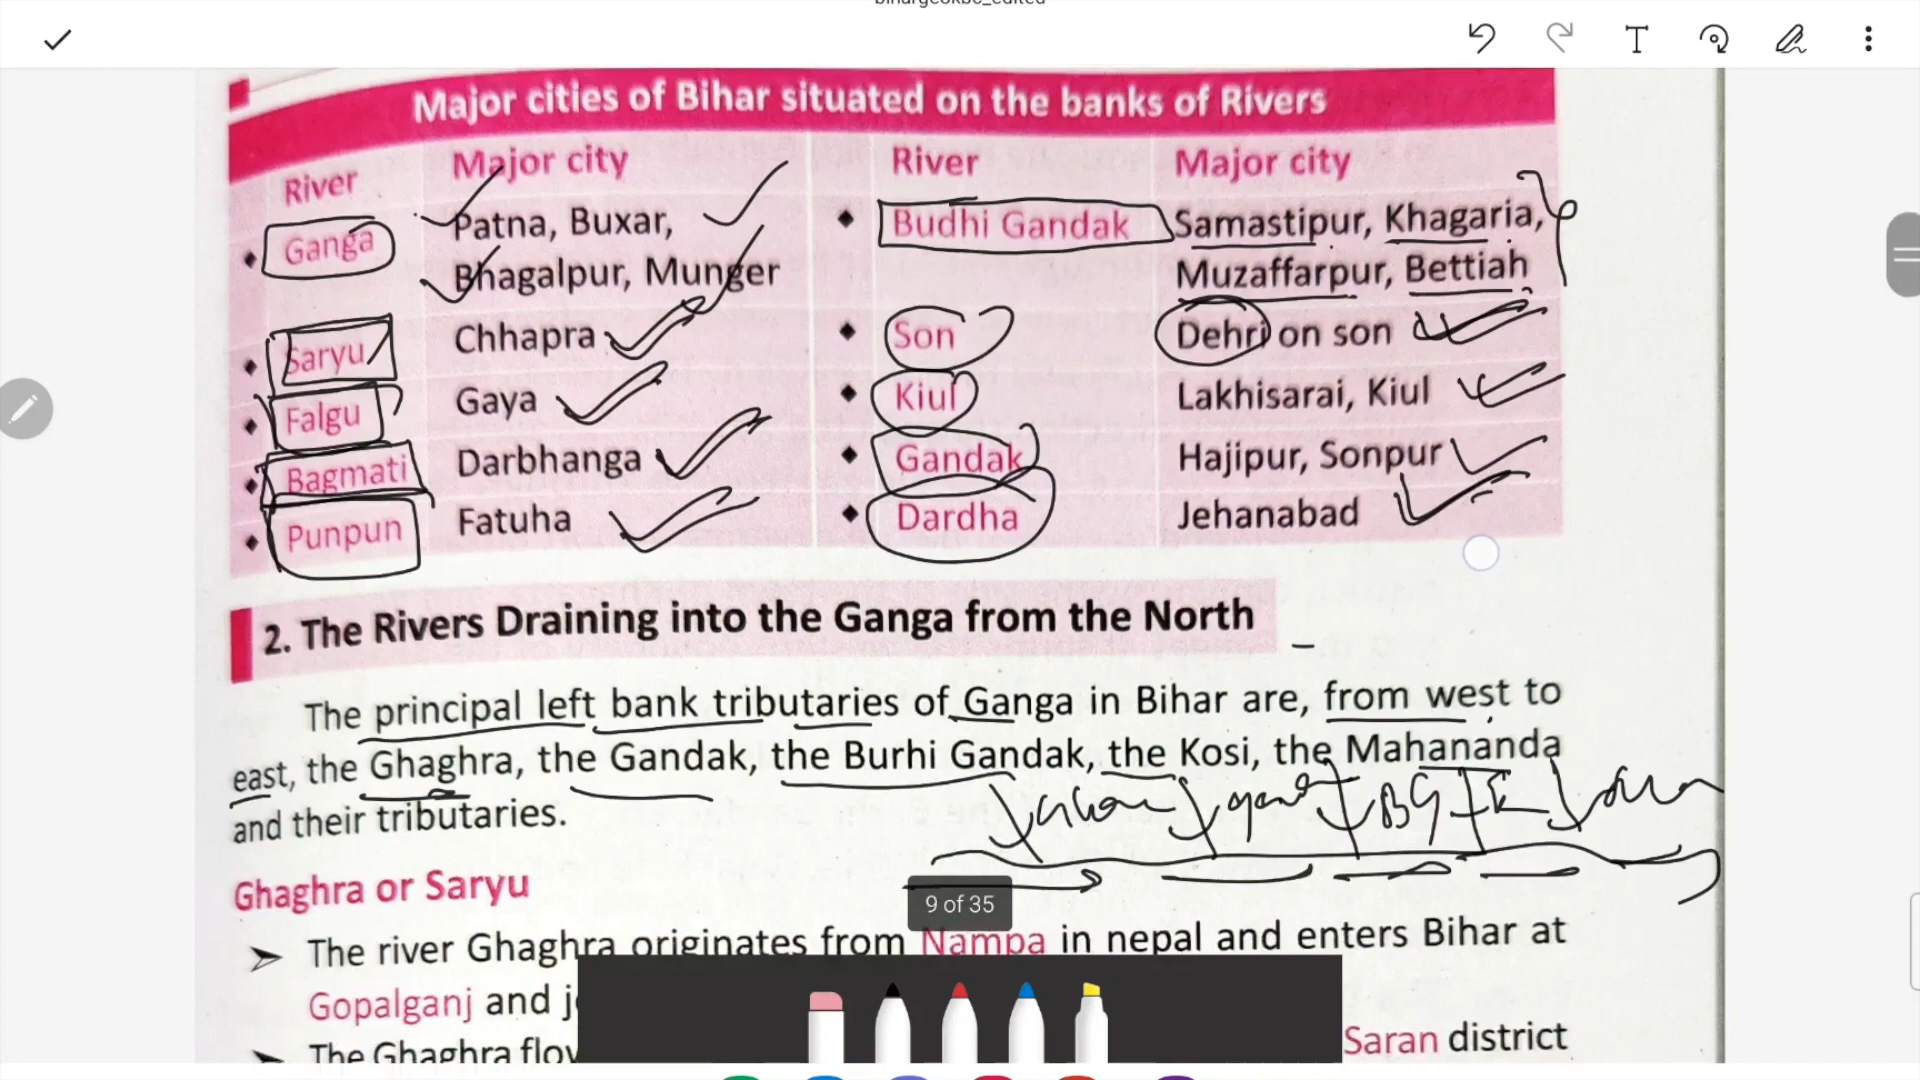 Major cities of Bihar situated on the banks of Rivers
River Major city River Major city
Ganga Patna, Buxar, Budhi Gandak Samastipur, Khagaria,
Bhagalpur, Munger Muzaffarpur, Bettiah
Saryu Chhapra Son Dehri on son
Falgu Gaya Kiul Lakhisarai, Kiul
Bagmati Darbhanga Gandak Hajipur, Sonpur
Punpun Fatuha Dardha Jehanabad
2. The Rivers Draining into the Ganga from the North
The principal left bank tributaries of Ganga in Bihar are, from west to
east, the Ghaghra, the Gandak, the Burhi Gandak, the Kosi, the Mahananda
and their tributaries.
BG K
Ghaghra or Saryu
9 of 35
The river Ghaghra originates from Nampa in nepal and enters Bihar at
Gopalganj and
The Ghaghra Saran district